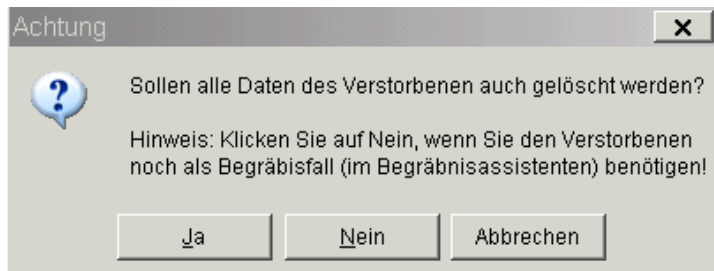 Achtung
Sollen alle Daten des Verstorbenen auch gelöscht werden?
Hinweis: Klicken Sie auf Nein, wenn Sie den Verstorbenen
noch als Begräbisfall (im Begräbnisassistenten) benötigen!
Ja Nein Abbrechen